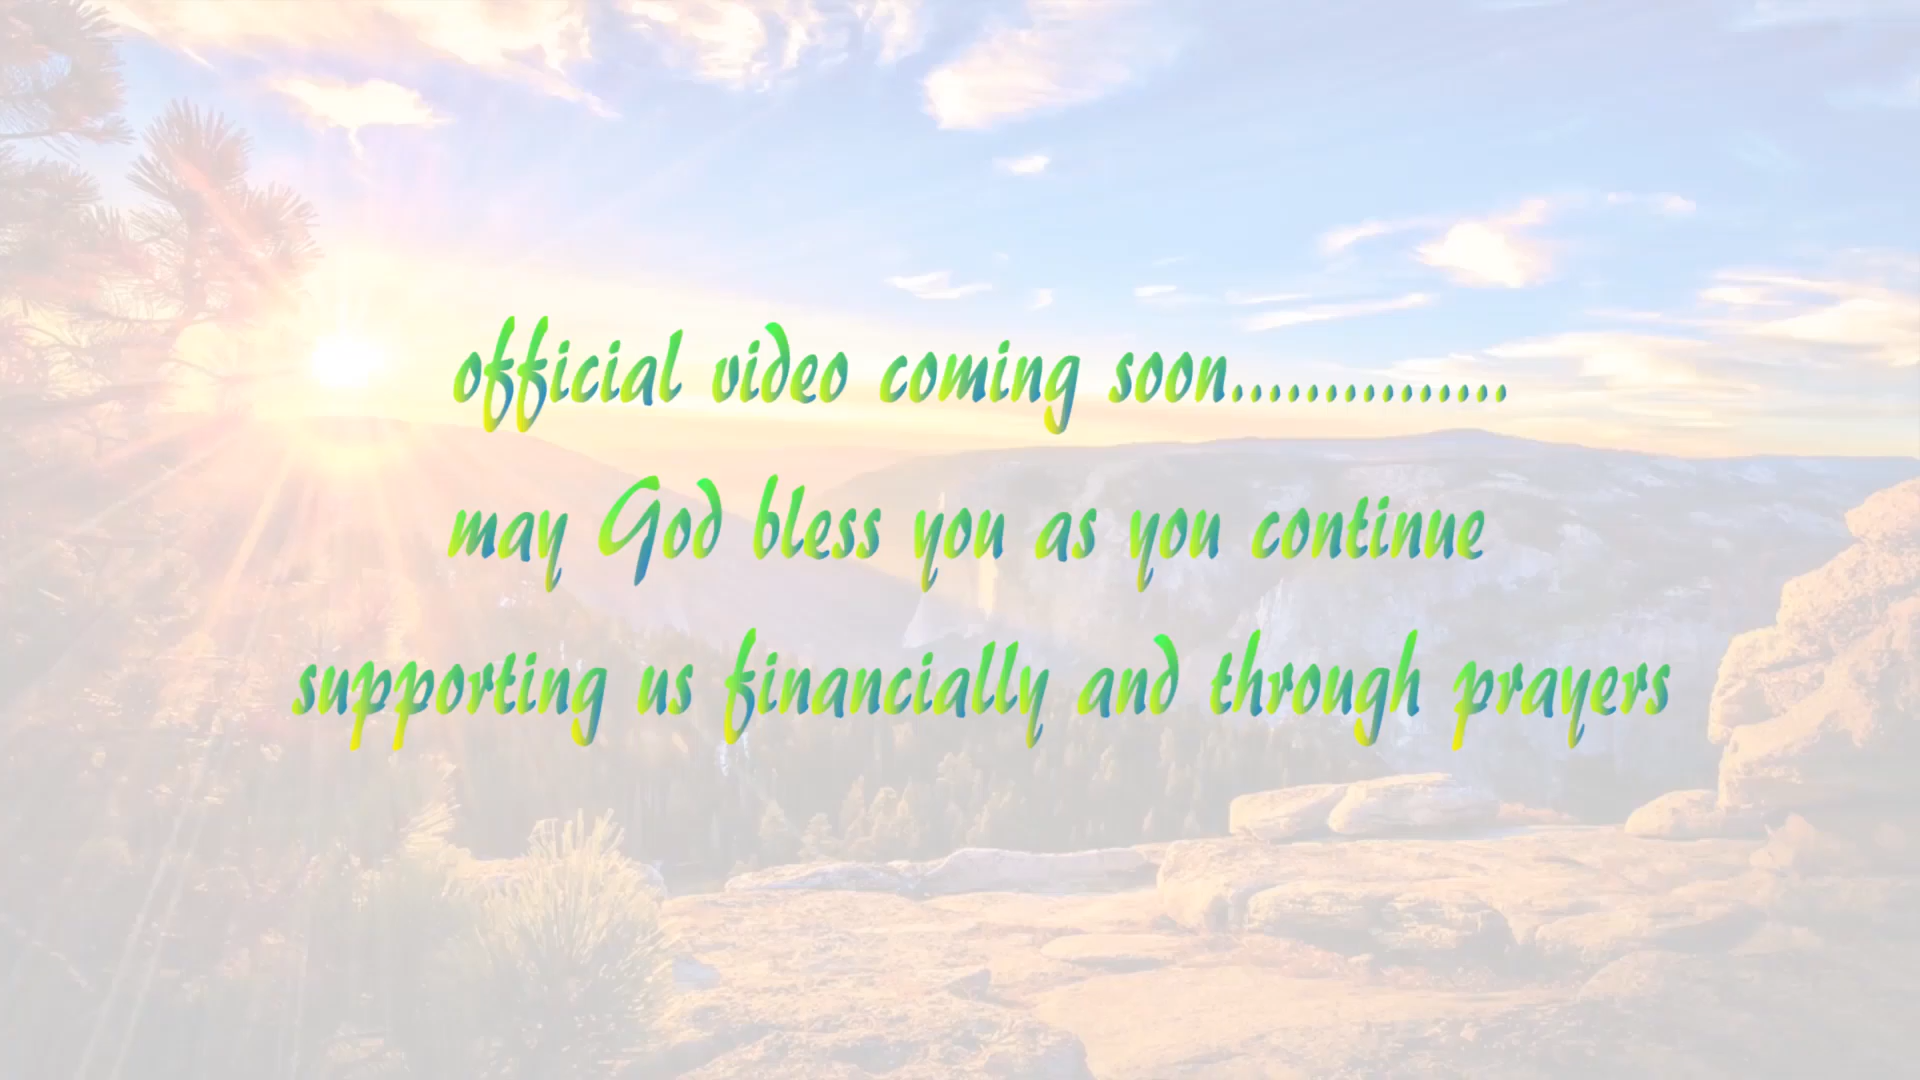 official video coming soon...............
may God bless you as you continue
supporting us financially and through prayers